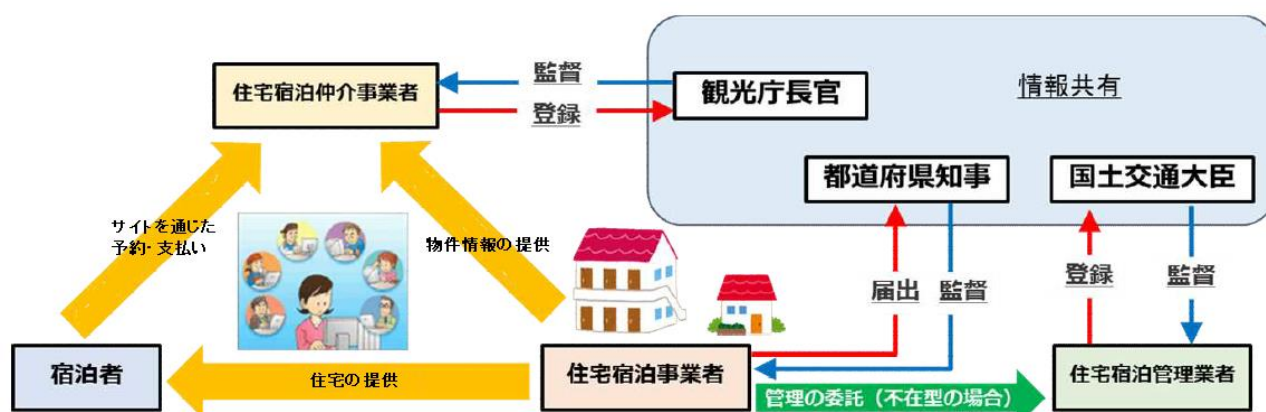 監督
住宅宿泊仲介事業者
観光庁長官
情報共有
登録
都道府県知事
国土交通大臣
サイトを通じた
予約・支払い
物件情報の提供
届出
監督
登録
監督
宿泊者
住宅の提供
住宅宿泊事業者
管理の委託（不在型の場合）
住宅宿泊管理業者